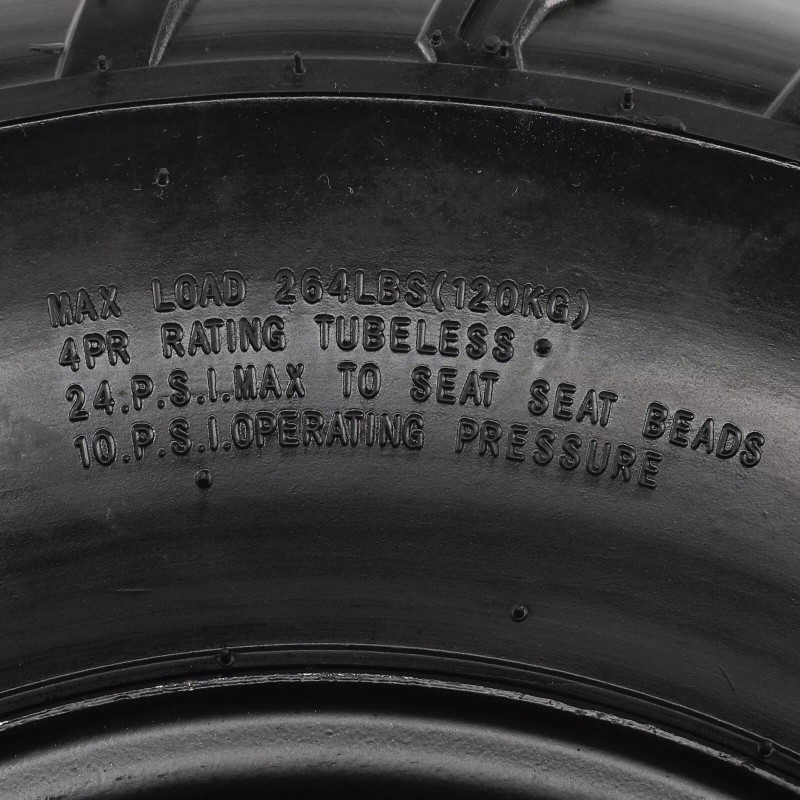 MAX LOAD 264LBS(120KG)
4PR RATING TUBELESS
24.P.S.I.MAX TO SEAT SEAT BEADS
10.P.S.I.OPERATING PRESSURE